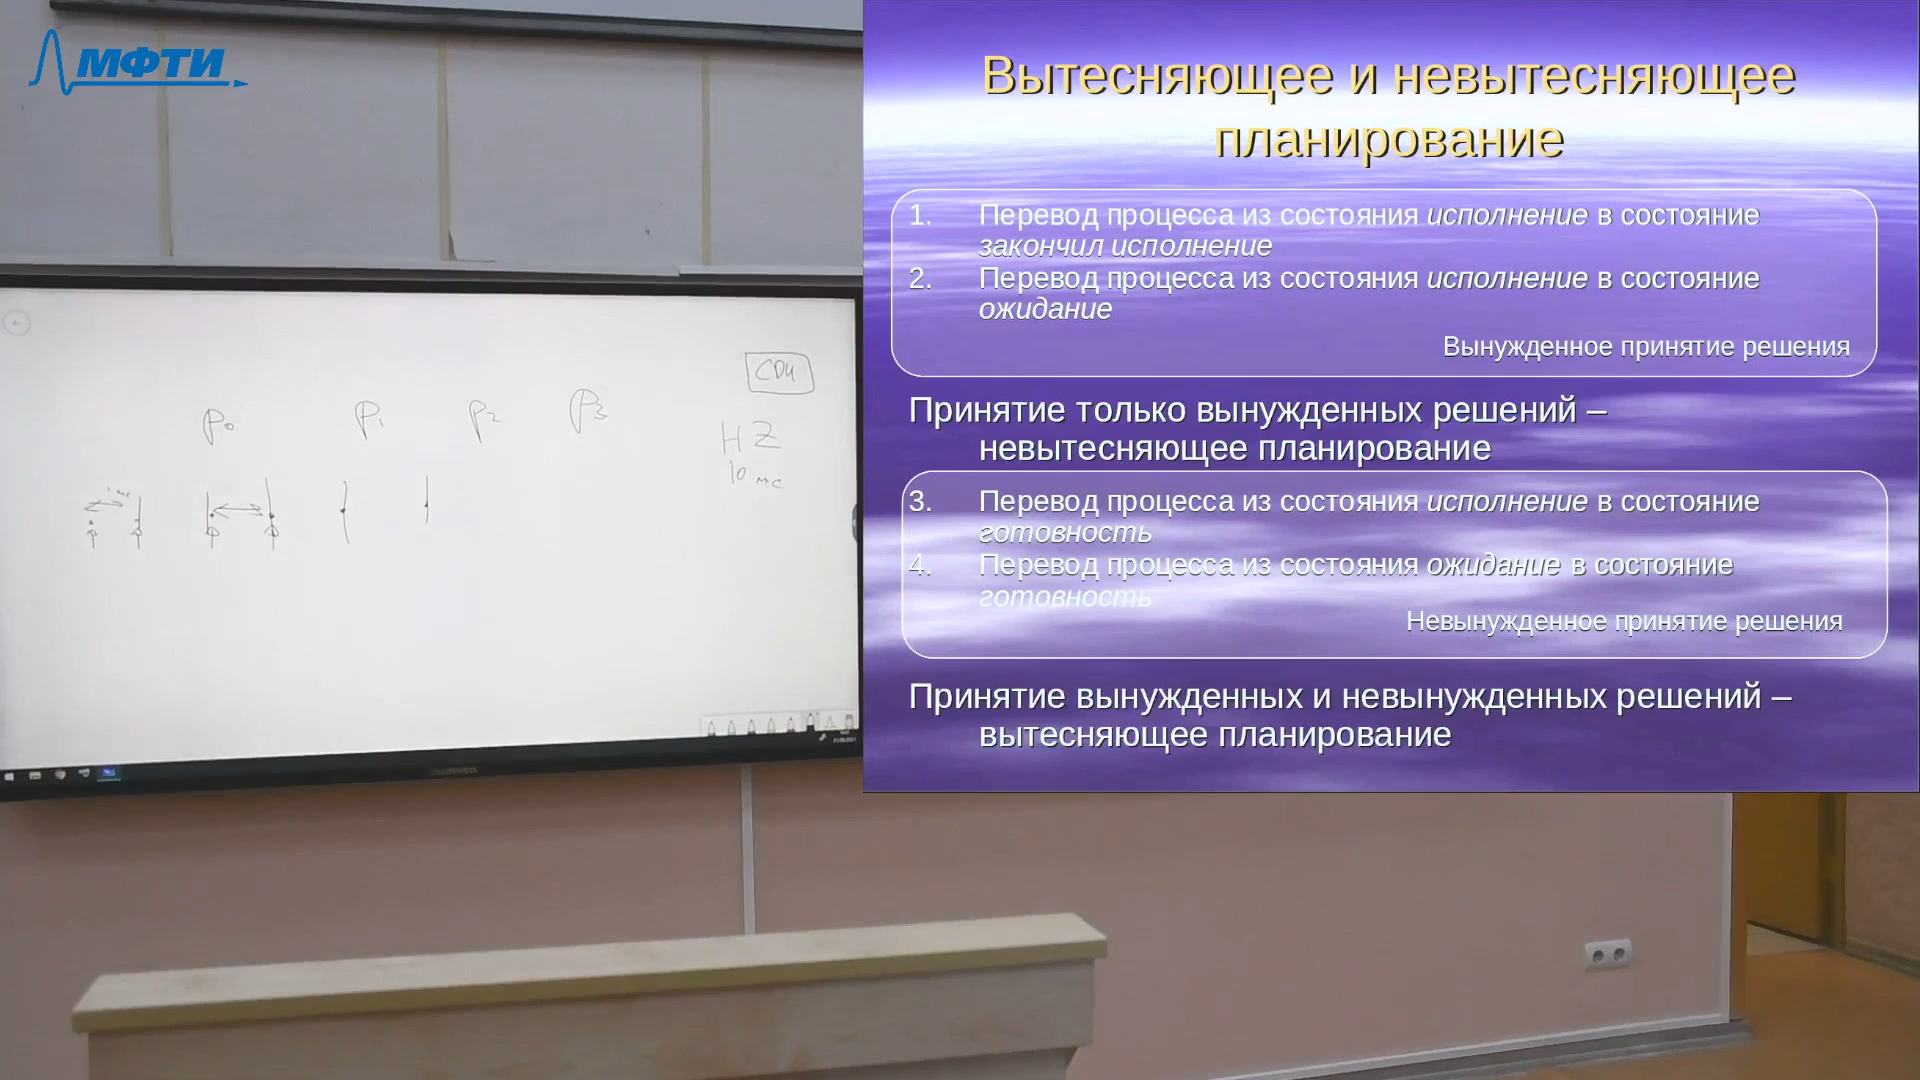 МФТИ
Вытесняющее и невытесняющее
планирование
1. Перевод процесса из состояния исполнение в состояние
закончил исполнение
2. Перевод процесса из состояния исполнение в состояние
ожидание
Вынужденное принятие решения
Принятие только вынужденных решений –
невытесняющее планирование
3. Перевод процесса из состояния исполнение в состояние
готовность
4. Перевод процесса из состояния ожидание в состояние
готовность
Невынужденное принятие решения
Принятие вынужденных и невынужденных решений –
вытесняющее планирование
P0 P1 P2 P3
HZ
10 мс